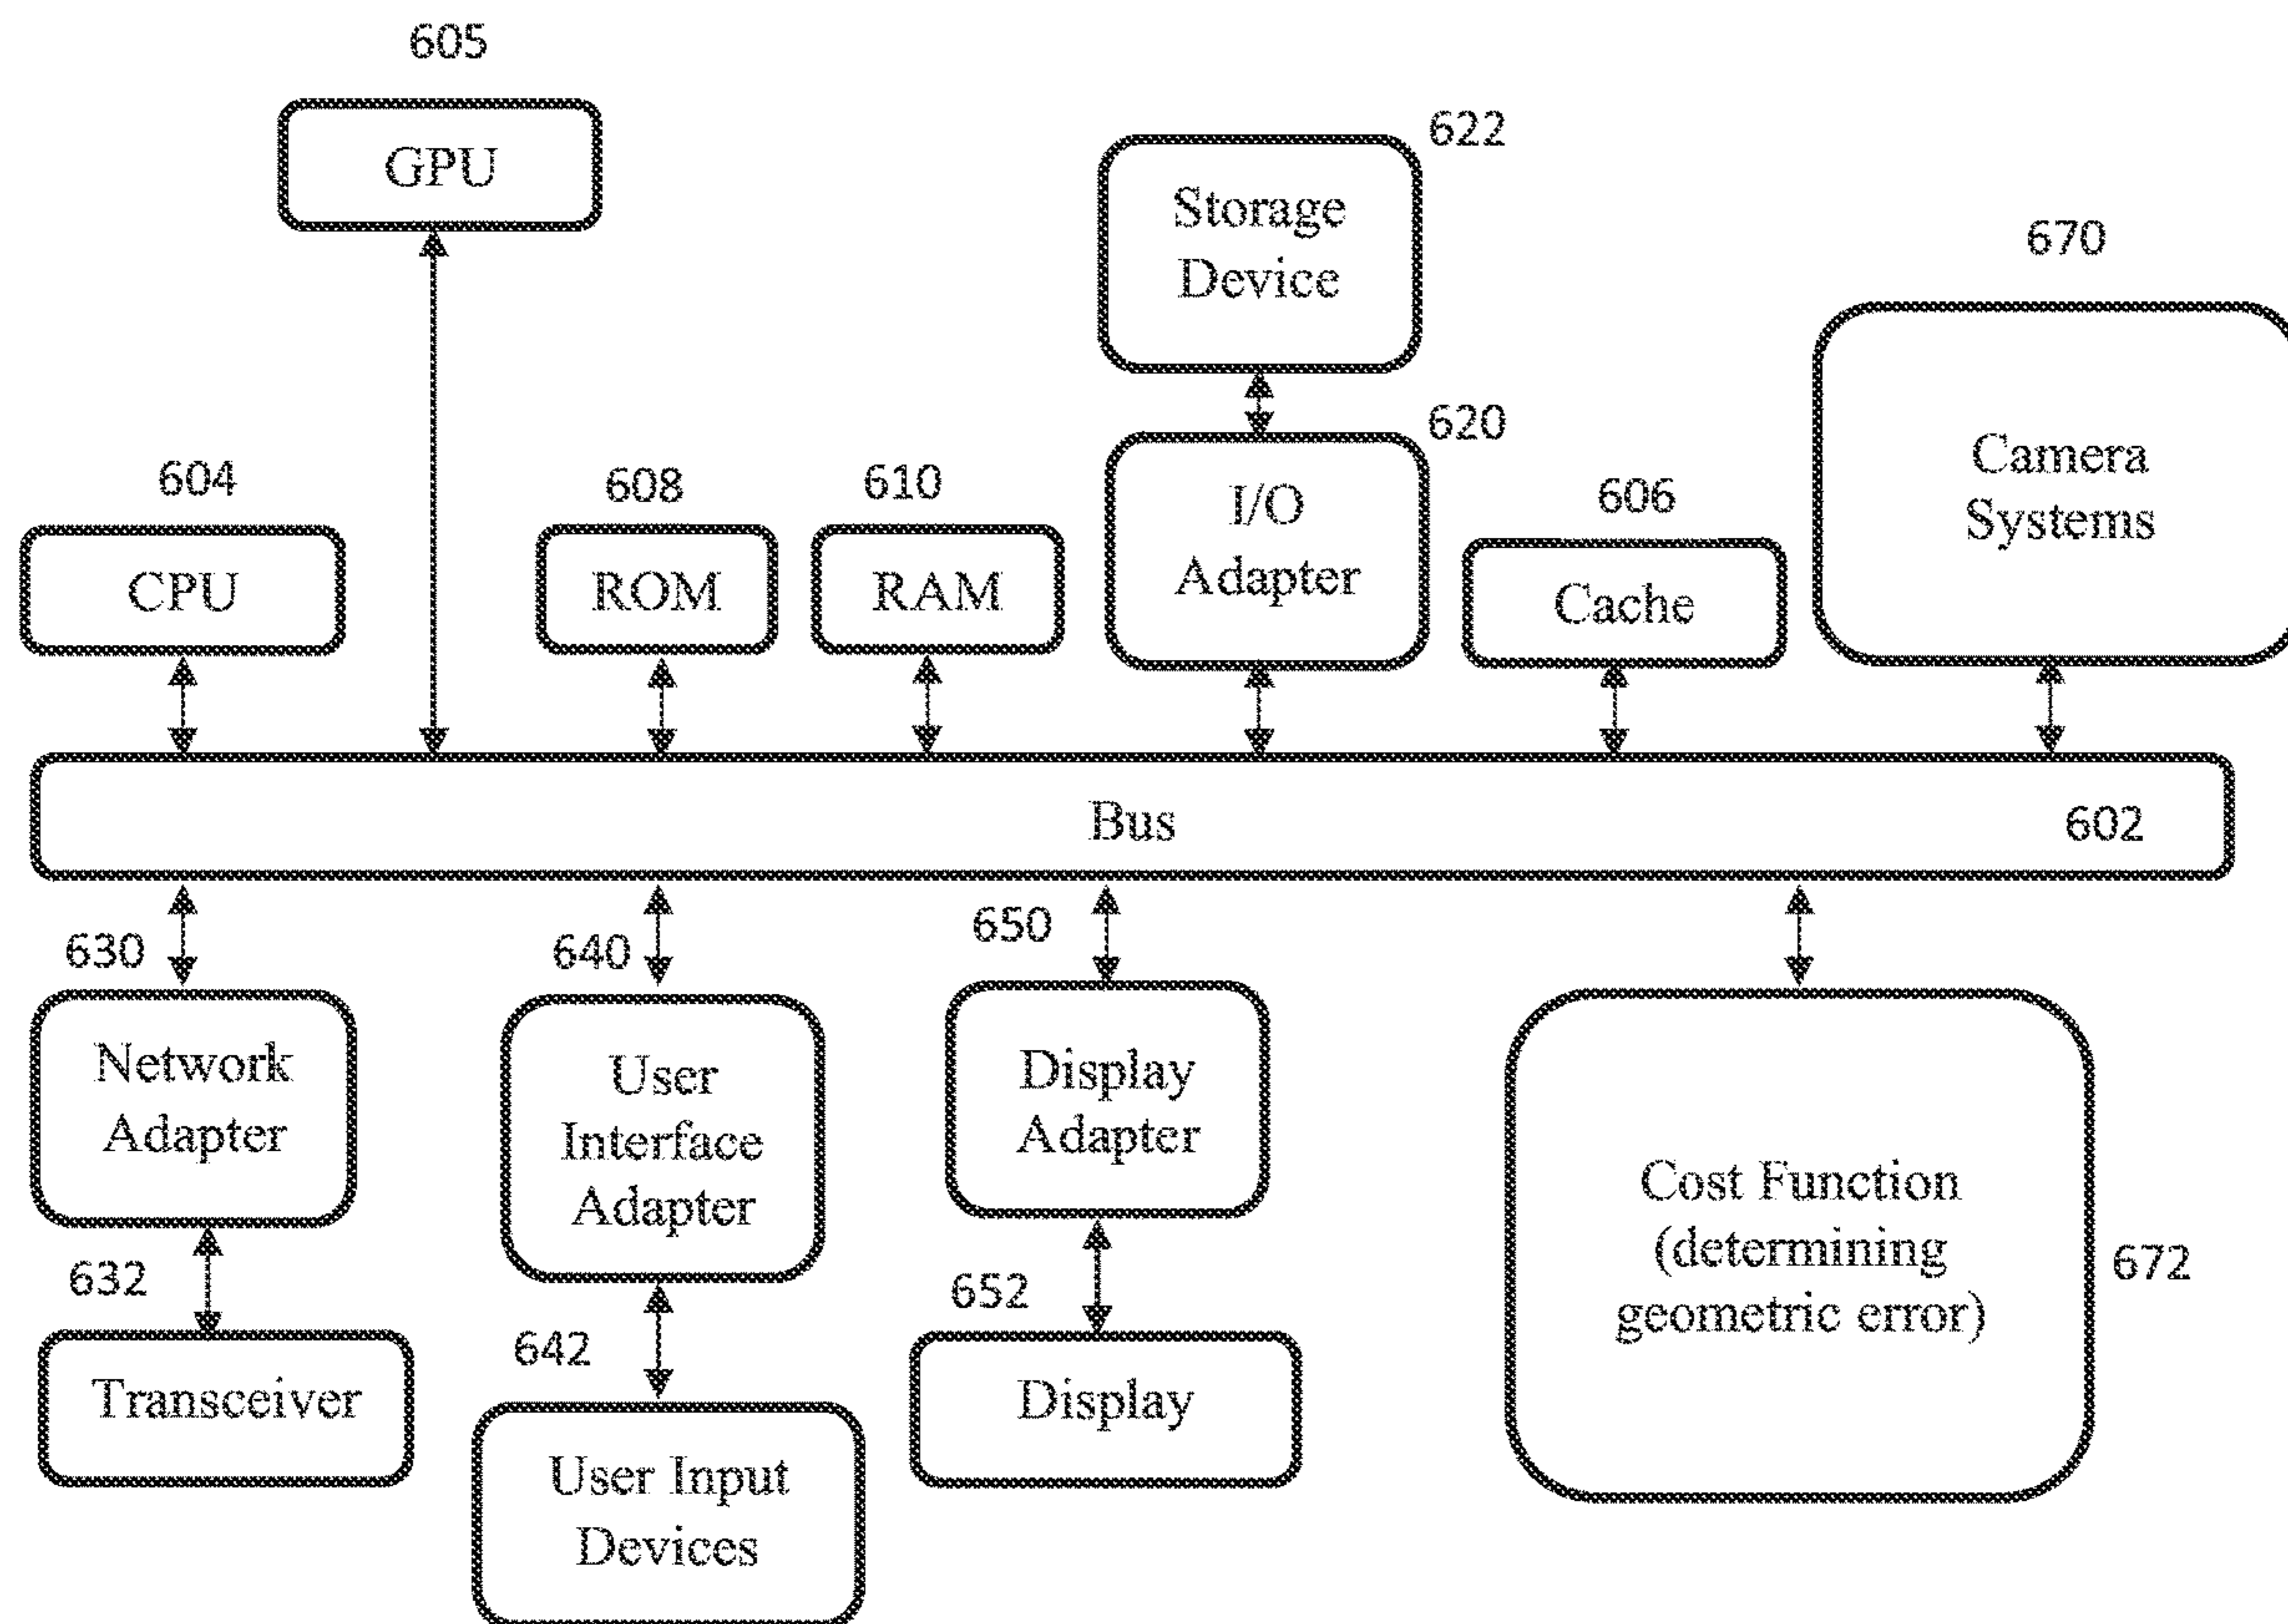 605
GPU
622
Storage
Device
670
Camera
Systems
620
I/O
Adapter
604
CPU
608
ROM
610
RAM
606
Cache
Bus
602
630
Network
Adapter
640
User
Interface
Adapter
650
Display
Adapter
Cost Function
(determining
geometric error)
672
632
Transceiver
642
User Input
Devices
652
Display